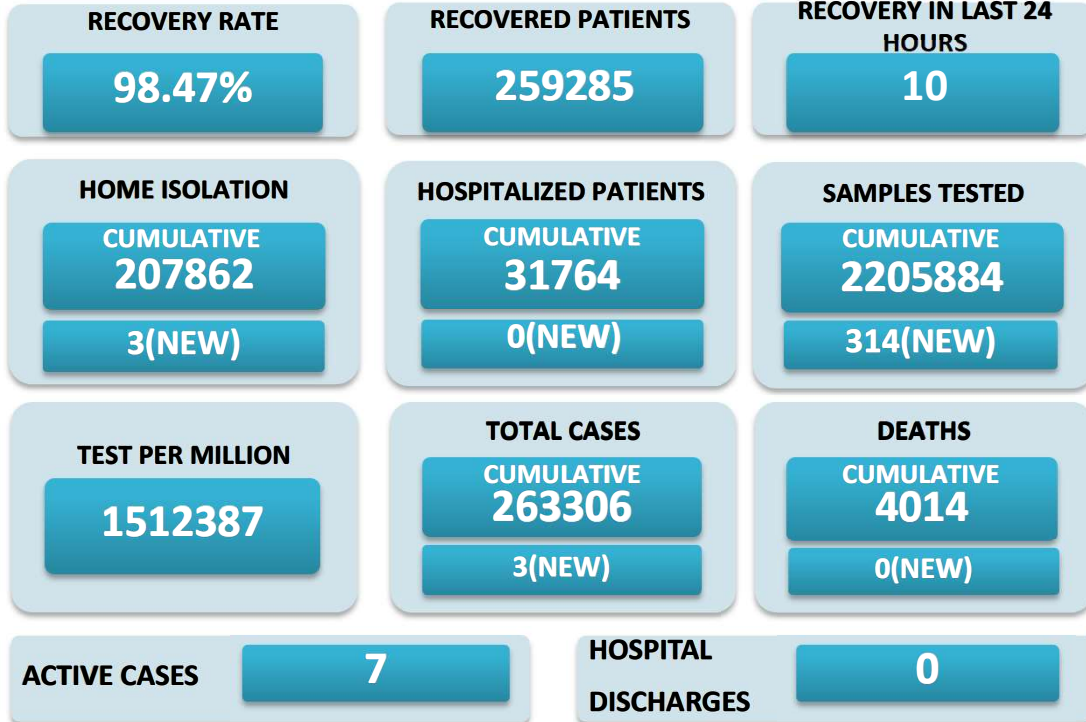 RECOVERY RATE
98.47%
RECOVERED PATIENTS
259285
RECOVERY IN LAST 24
HOURS
10
HOME ISOLATION
CUMULATIVE
207862
3(NEW)
HOSPITALIZED PATIENTS
CUMULATIVE
31764
0(NEW)
SAMPLES TESTED
CUMULATIVE
2205884
314(NEW)
TEST PER MILLION
1512387
TOTAL CASES
CUMULATIVE
263306
3(NEW)
DEATHS
CUMULATIVE
4014
0(NEW)
ACTIVE CASES
7
HOSPITAL
DISCHARGES
0